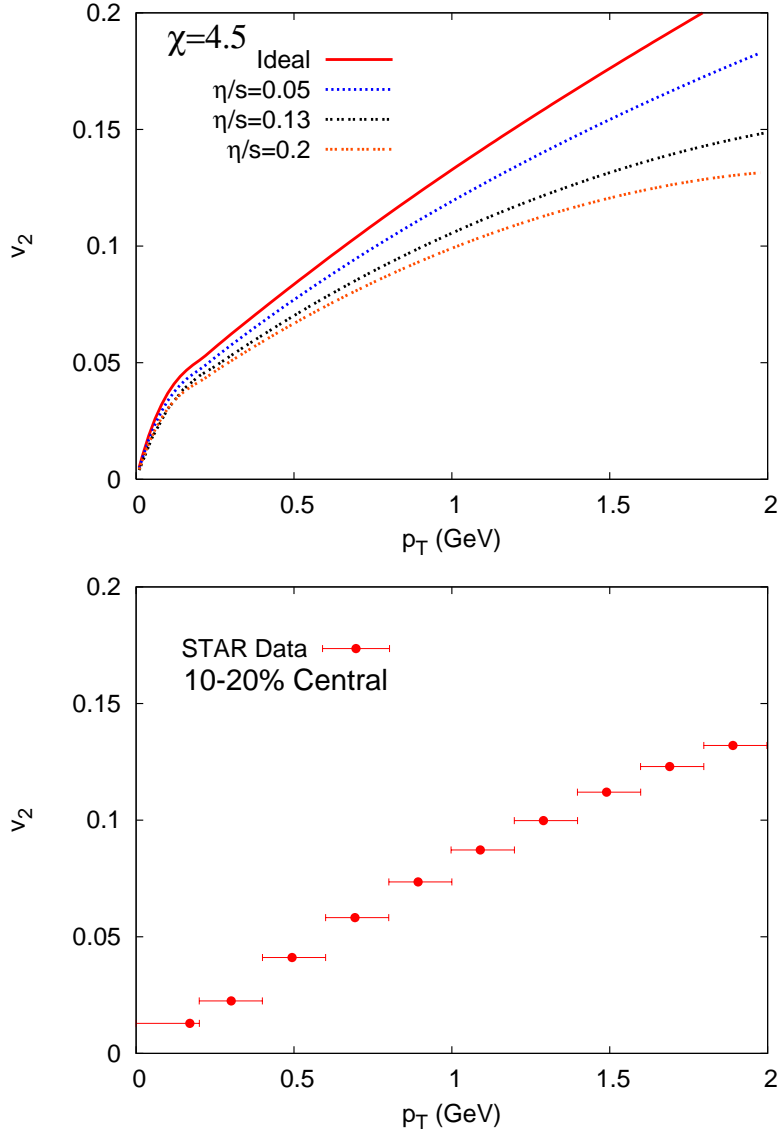 χ=4.5
Ideal
η/s=0.05
η/s=0.13
η/s=0.2
0.2
0.15
0.1
0.05
0
v2
0 0.5 1 1.5 2
pT (GeV)
STAR Data
10-20% Central
0.2
0.15
0.1
0.05
0
v2
0 0.5 1 1.5 2
pT (GeV)